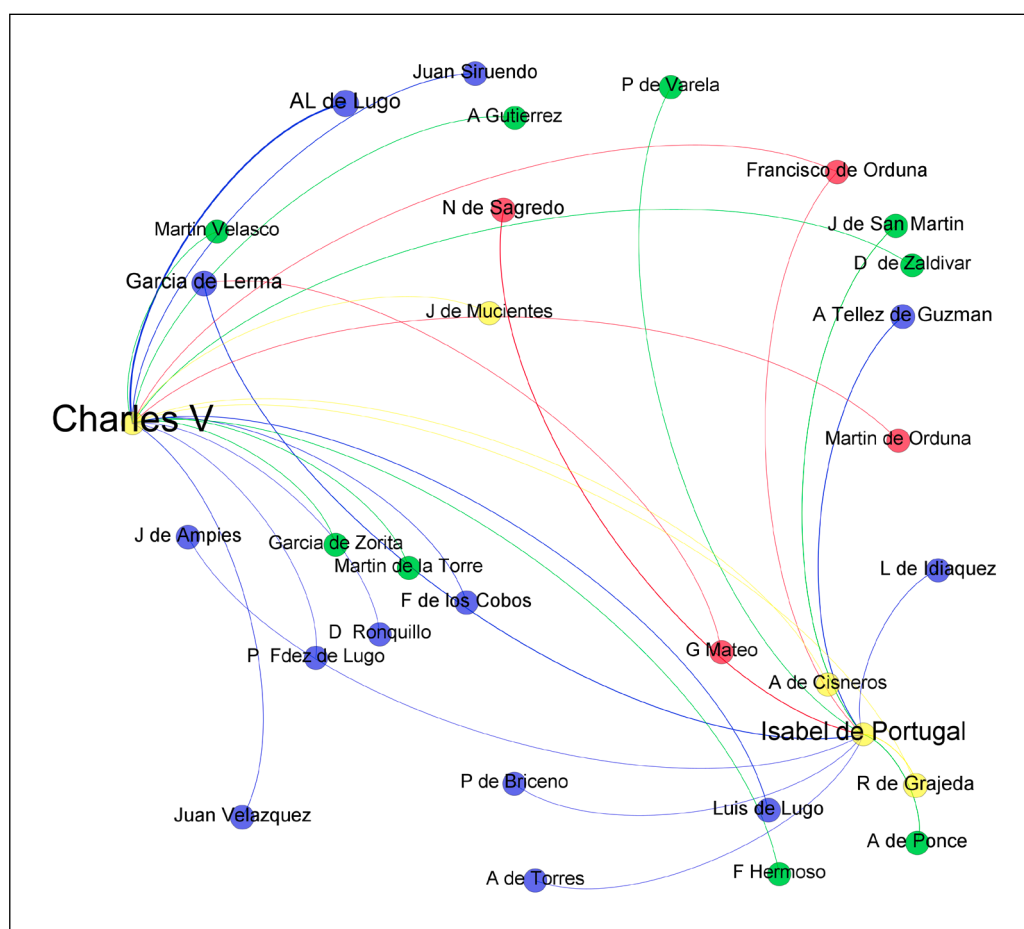 Juan Siruendo
P de Varela
AL de Lugo
A Gutierrez
Francisco de Orduna
N de Sagredo
J de San Martin
Martin Velasco
D de Zaldivar
Garcia de Lerma
J de Mucientes
A Tellez de Guzman
Charles V
Martin de Orduna
J de Ampies
Garcia de Zorita
Martin de la Torre
L de Idiaquez
F de los Cobos
D Ronquillo
P Fdez de Lugo
G Mateo
A de Cisneros
Isabel de Portugal
P de Briceno
R de Grajeda
Juan Velazquez
Luis de Lugo
A de Ponce
F Hermoso
A de Torres